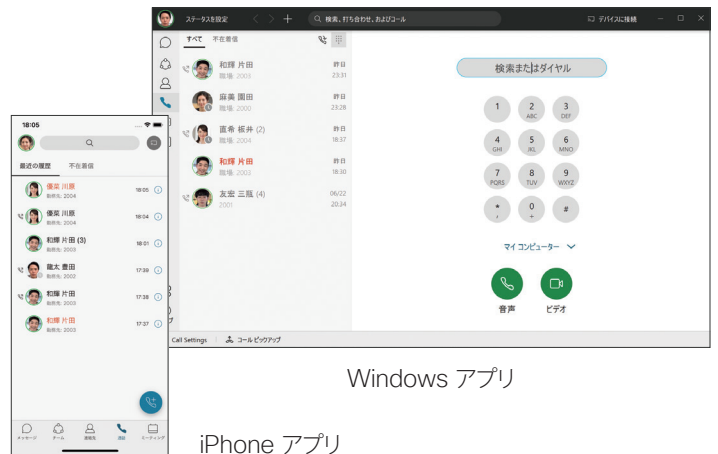 ステータスを設定
検索、打ち合わせ、およびコール
デバイスに接続
すべて 不在着信
和輝 片田 昨日
職場: 2003 23:31
麻美 園田 昨日
職場: 2000 23:28
直希 板井 (2) 昨日
職場: 2004 18:37
和輝 片田 昨日
職場: 2003 18:30
友宏 三瓶 (4) 06/22
2001 20:34
検索またはダイヤル
1 2 3
ABC DEF
4 5 6
GHI JKL MNO
7 8 9
PQRS TUV WXYZ
* 0 #
, +
マイ コンピューター
音声 ビデオ
Call Settings コール ピックアップ
Windows アプリ
18:05
最近の履歴 不在着信
優菜 川原 18:05
勤務先: 2004
優菜 川原 18:04
勤務先: 2004
和輝 片田 (3) 18:01
勤務先: 2003
龍太 豊田 17:39
勤務先: 2002
和輝 片田 17:38
勤務先: 2003
和輝 片田 17:37
勤務先: 2003
メッセージ チーム 連絡先 通話 ミーティング
iPhone アプリ